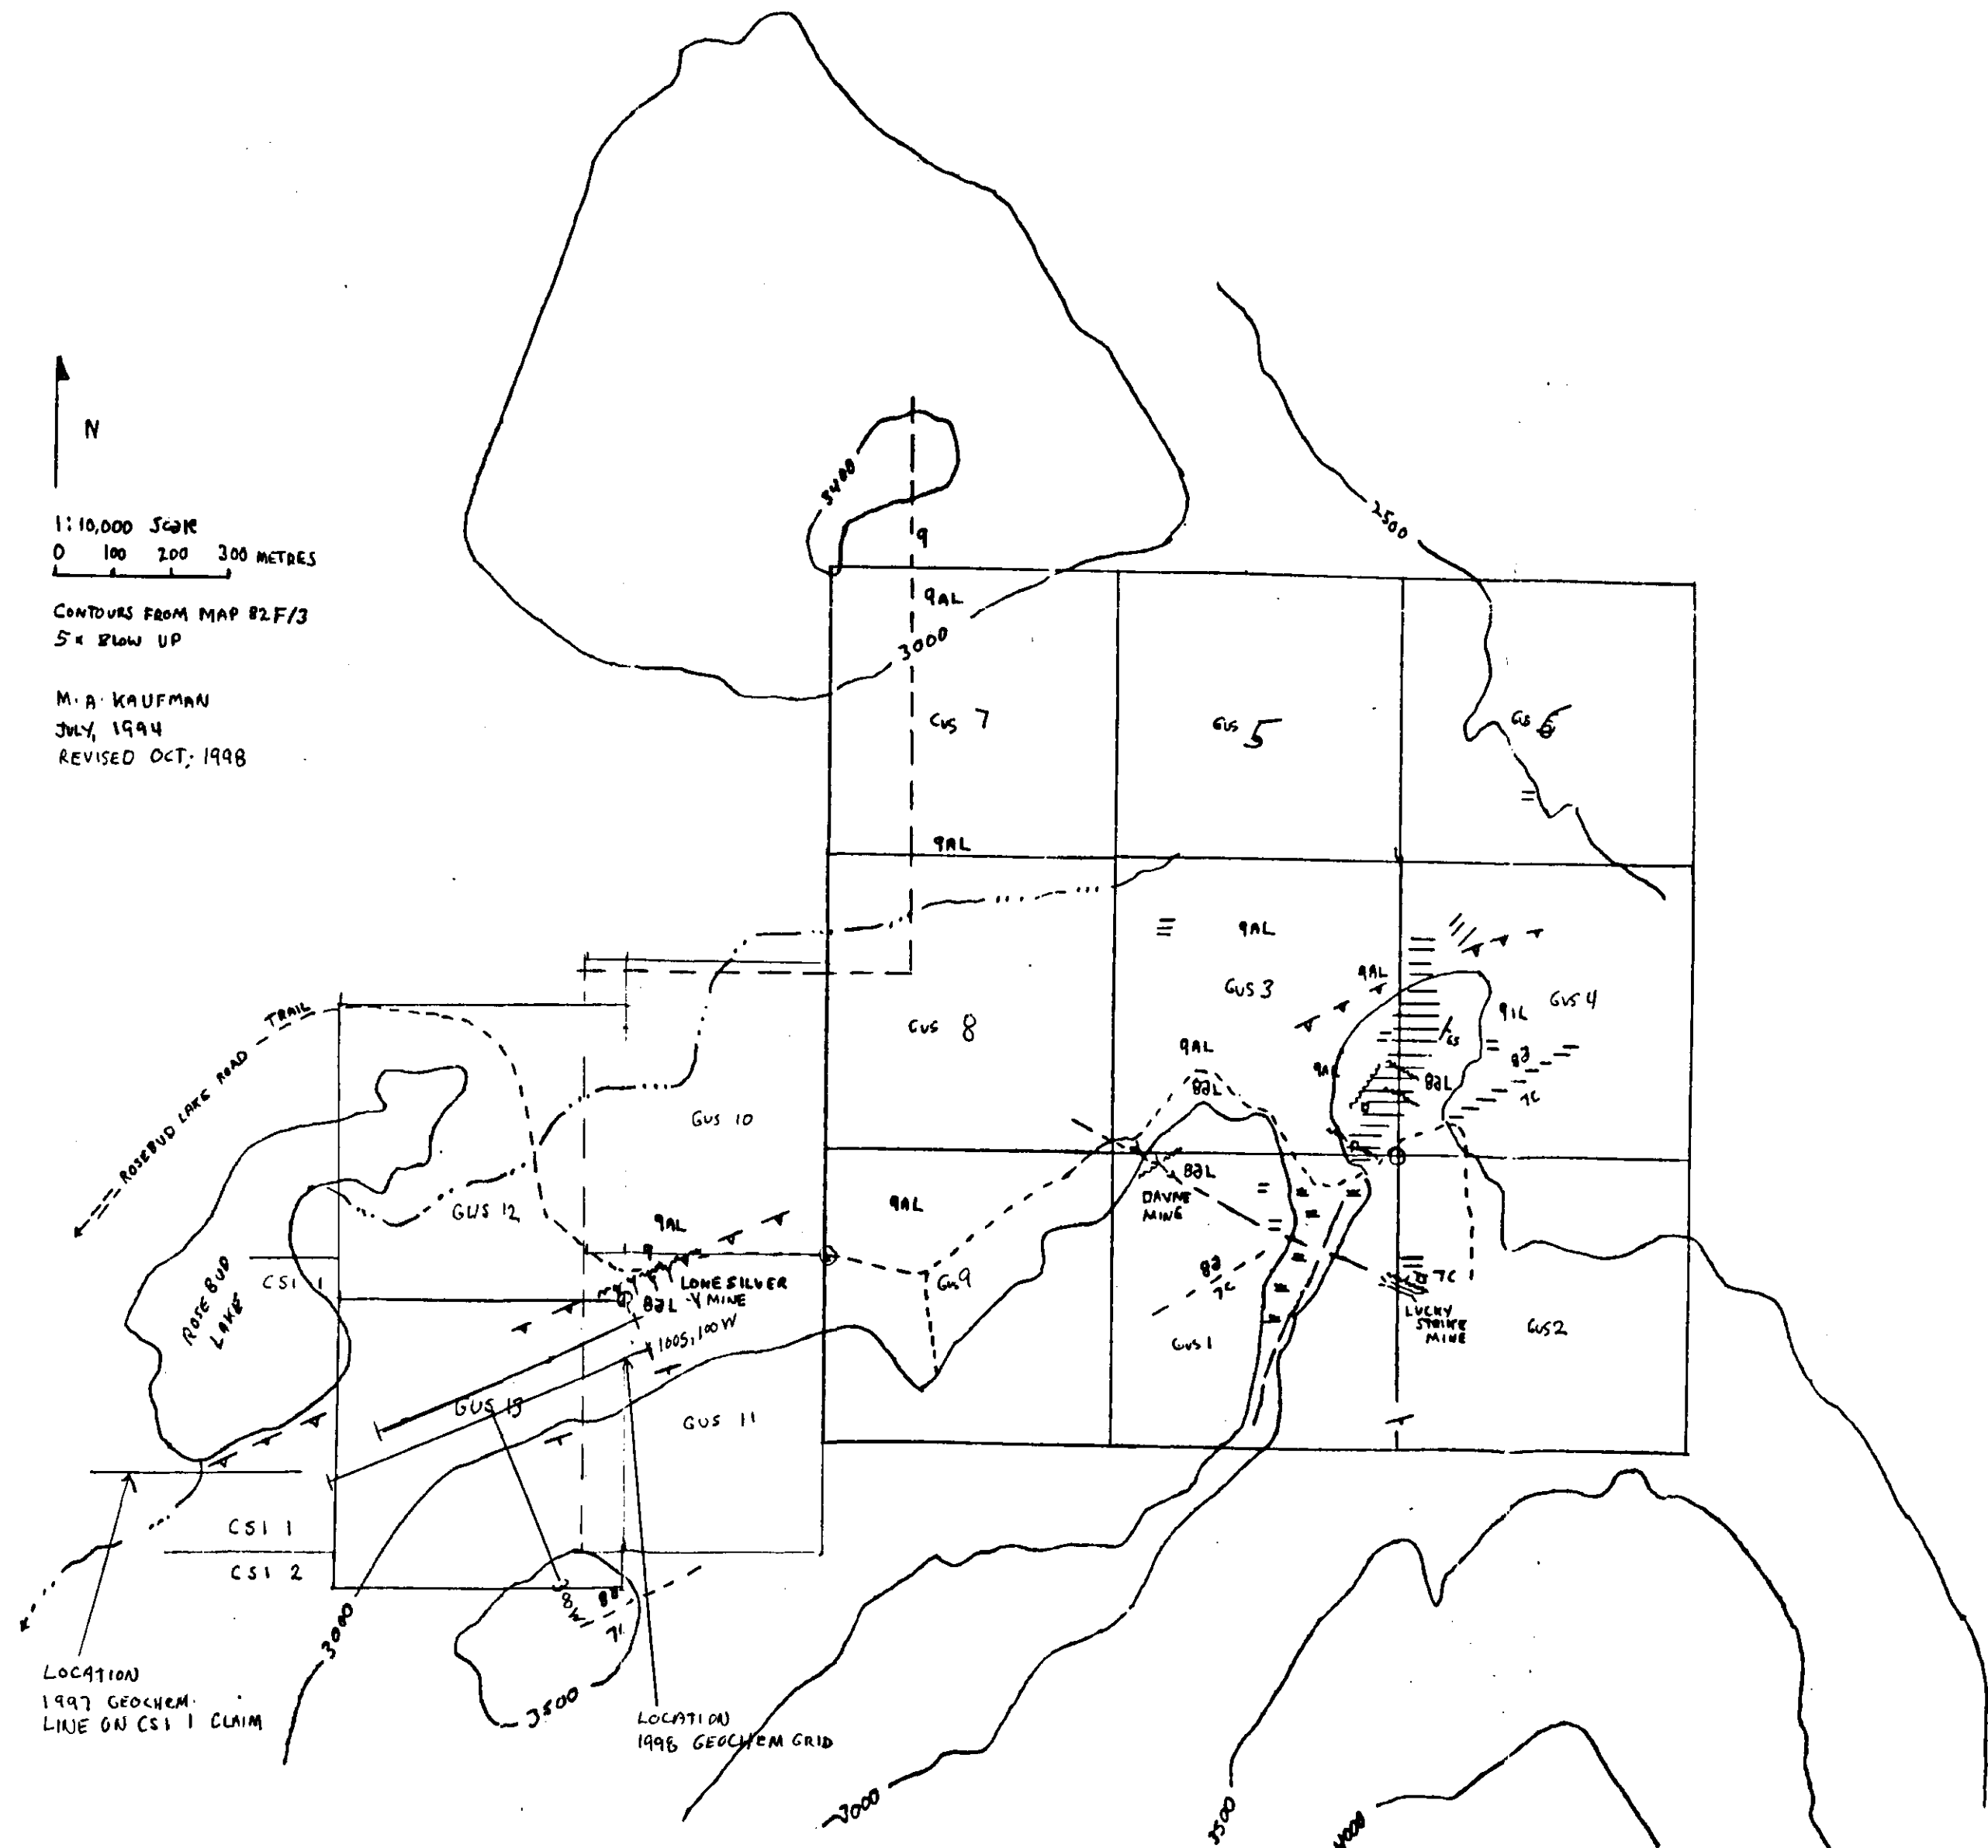 N
1:10,000 Scale
0 100 200 300 METRES
CONTOURS FROM MAP 82F/3
5x BLOW UP
M.A. KAUFMAN
JULY, 1994
REVISED OCT, 1998
3400
9
9AL
3000
2500
GUS 7
GUS 5
GUS 6
9AL
9AL
GUS 3
9AL
GUS 4
91L
GUS 8
9AL
8aL
9AL
8aL
8a
7C
TRAIL
ROSEBUD LAKE ROAD
GUS 10
GUS 12
9AL
9AL
8aL
DAVNE
MINE
CSI 1
ROSEBUD
LAKE
LONE SILVER
MINE
8aL
100S, 100W
GUS 9
8a
7C
7C
LUCKY
STRIKE
MINE
GUS 1
GUS 2
GUS 13
GUS 11
CSI 1
CSI 2
8a
3000
3500
LOCATION
1997 GEOCHEM.
LINE ON CSI 1 CLAIM
LOCATION
1998 GEOCHEM GRID
3000
3500
4000